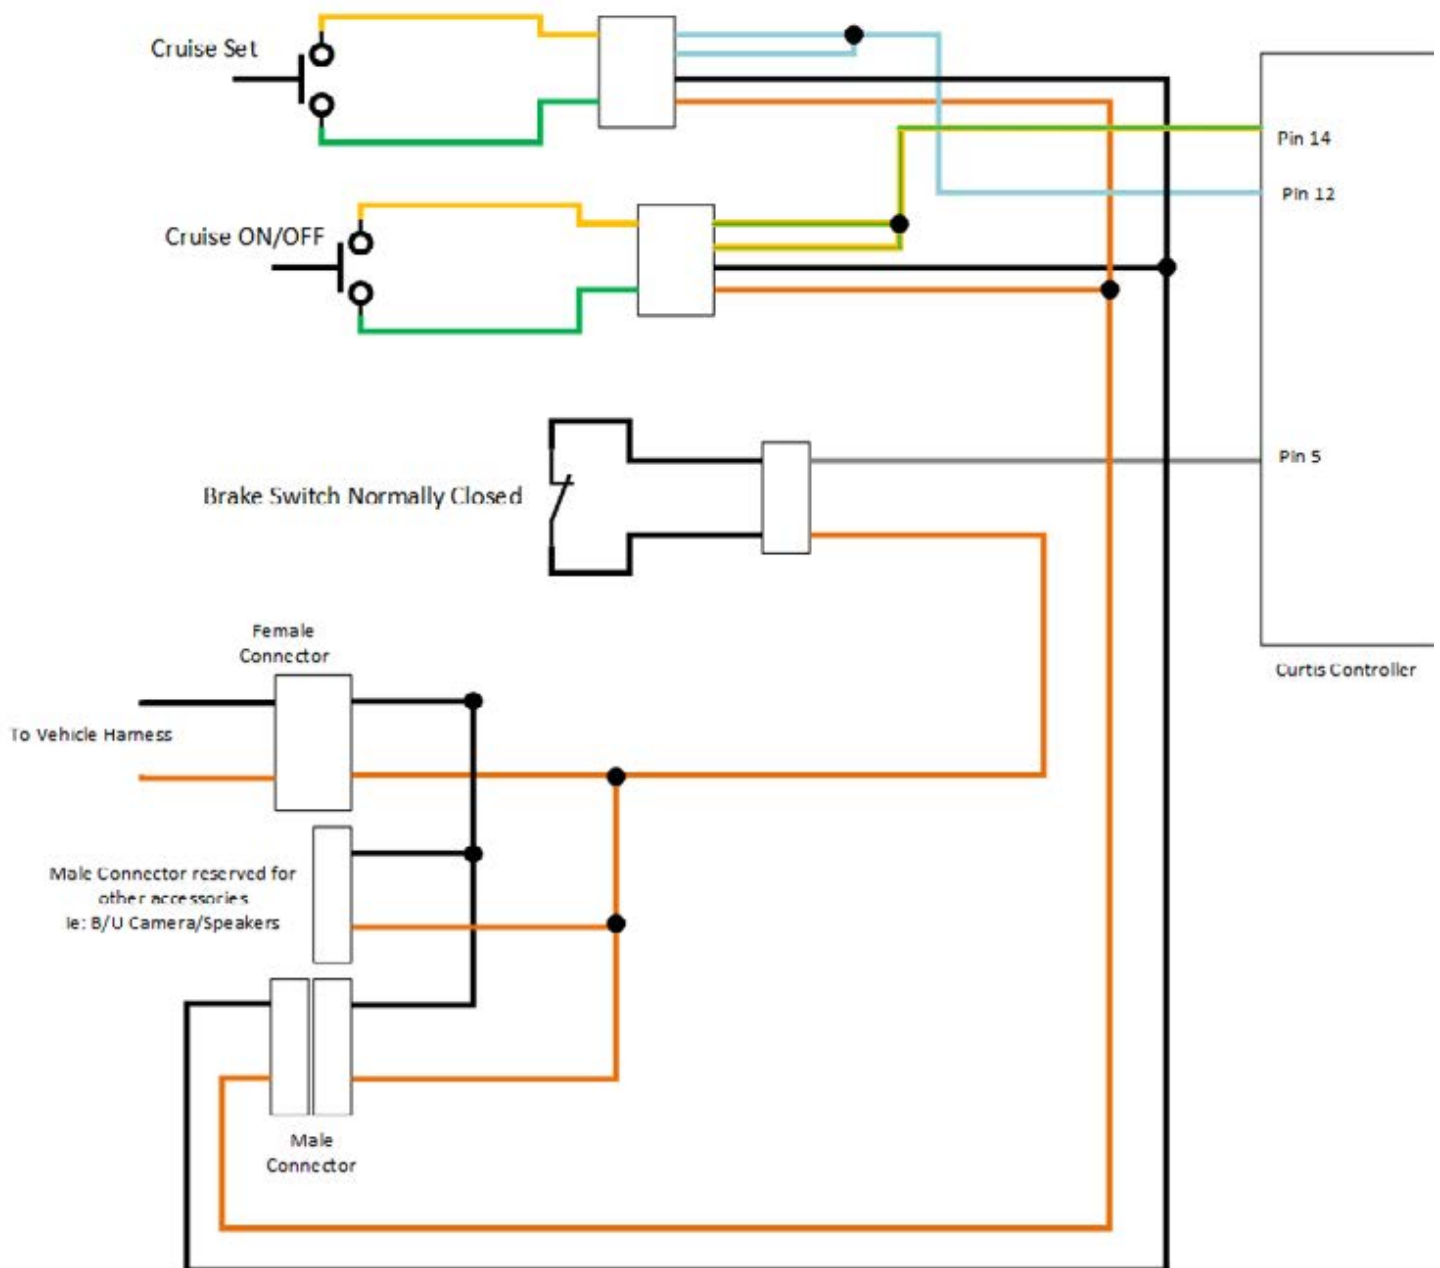 Cruise Set
Pin 14
Pin 12
Cruise ON/OFF
Pin 5
Brake Switch Normally Closed
Female
Connector
Curtis Controller
To Vehicle Harness
Male Connector reserved for
other accessories
Ie: B/U Camera/Speakers
Male
Connector